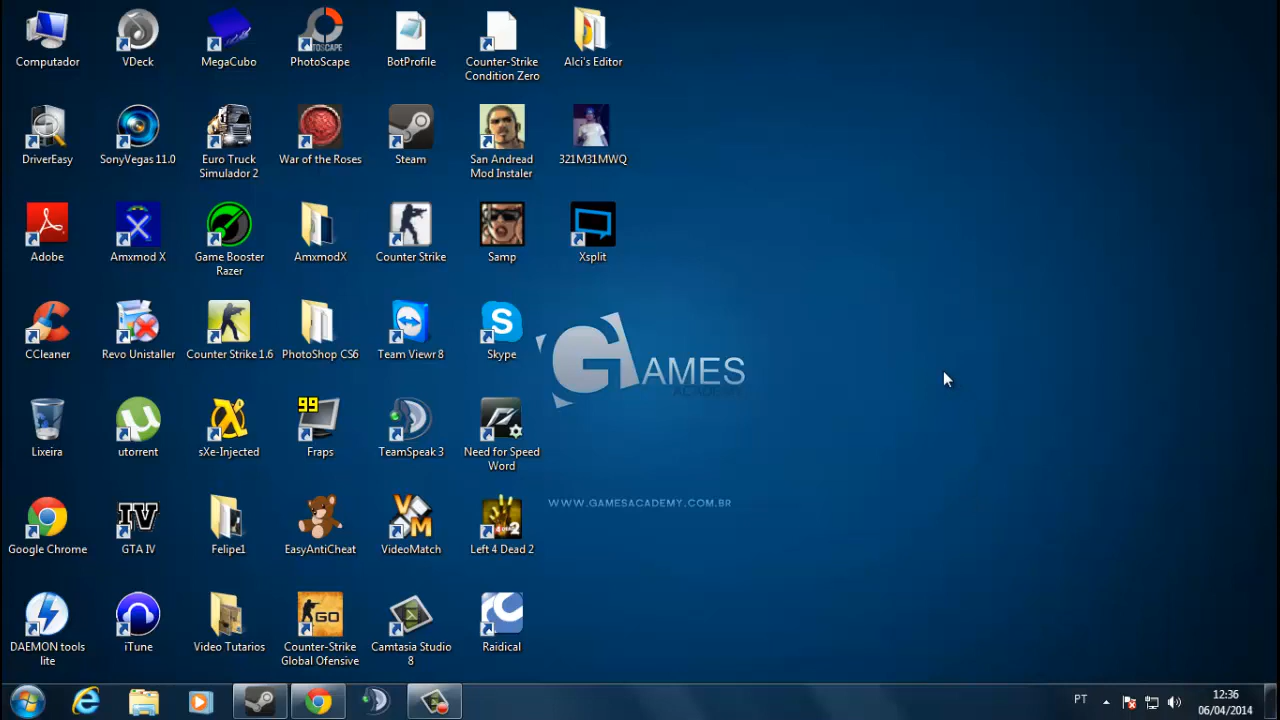 Computador
VDeck
MegaCubo
PhotoScape
BotProfile
Counter-Strike
Condition Zero
Alci's Editor
DriverEasy
SonyVegas 11.0
Euro Truck
Simulador 2
War of the Roses
Steam
San Andread
Mod Instaler
321M31MWQ
Adobe
Amxmod X
Game Booster
Razer
AmxmodX
Counter Strike
Samp
Xsplit
CCleaner
Revo Unistaller
Counter Strike 1.6
PhotoShop CS6
Team Viewr 8
Skype
GAMES
ACADEMY
Lixeira
utorrent
sXe-Injected
99
Fraps
TeamSpeak 3
Need for Speed
Word
WWW.GAMESACADEMY.COM.BR
Google Chrome
IV
GTA IV
Felipe1
EasyAntiCheat
VideoMatch
Left 4 Dead 2
DAEMON tools
lite
iTune
Video Tutarios
GO
Counter-Strike
Global Ofensive
Camtasia Studio
8
Raidical
PT
12:36
06/04/2014